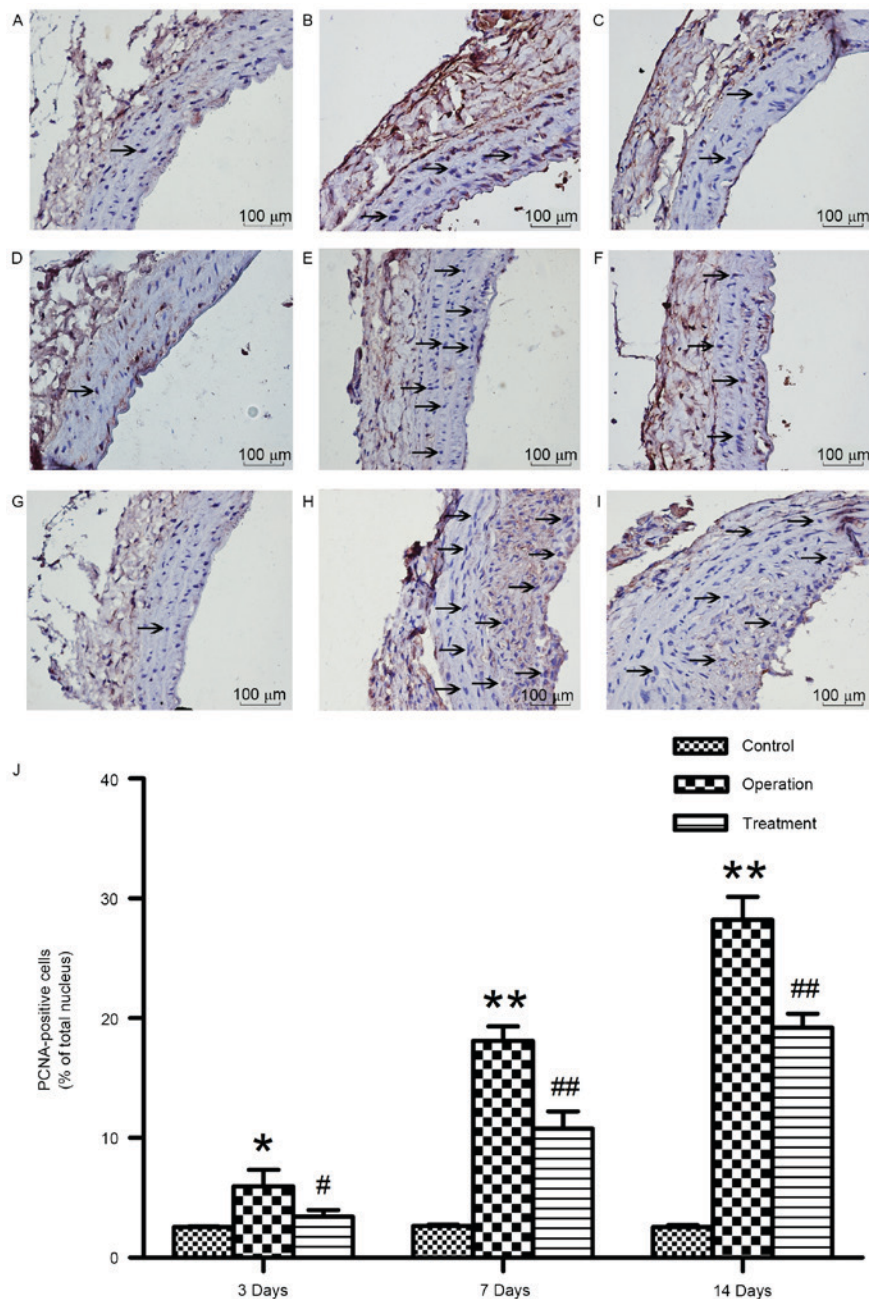 A
100 µm
B
100 µm
C
100 µm
D
100 µm
E
100 µm
F
100 µm
G
100 µm
H
100 µm
I
100 µm
J
Control
Operation
Treatment
PCNA-positive cells
(% of total nucleus)
40
30
20
10
0
*
#
**
##
**
##
3 Days
7 Days
14 Days